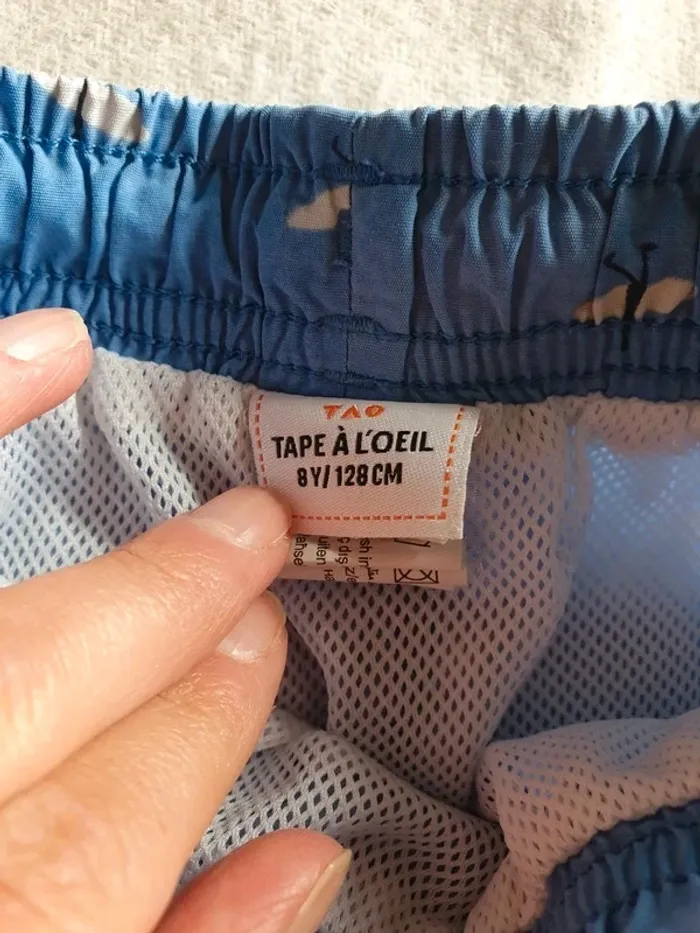 TAO
TAPE À L'OEIL
8Y/128CM